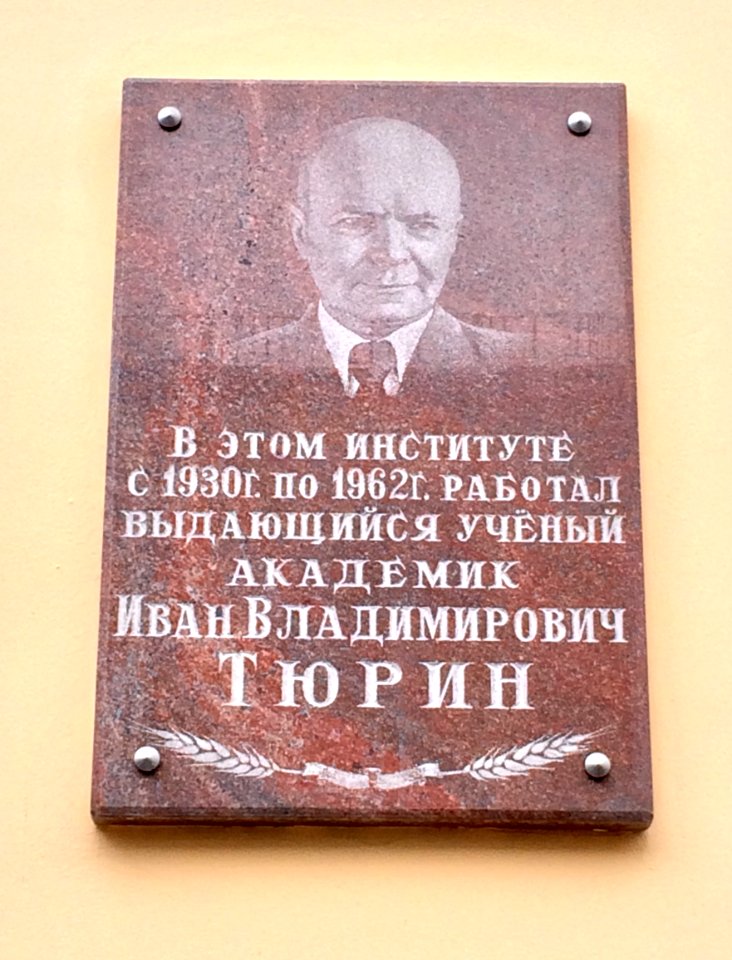 В ЭТОМ ИНСТИТУТЕ
С 1930Г. ПО 1962Г. РАБОТАЛ
ВЫДАЮЩИЙСЯ УЧЁНЫЙ
АКАДЕМИК
ИВАН ВЛАДИМИРОВИЧ
ТЮРИН